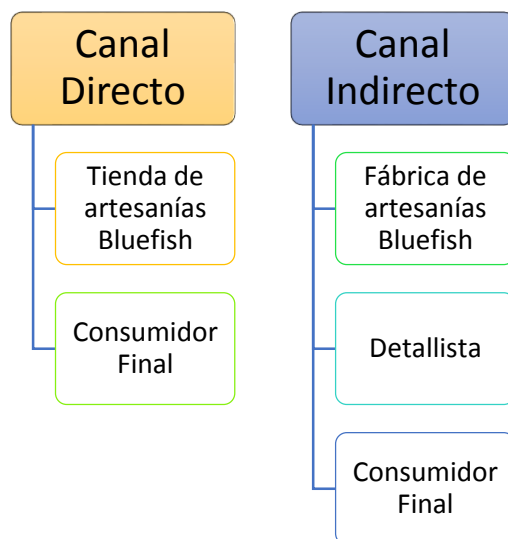 Canal
Directo
Tienda de
artesanías
Bluefish
Consumidor
Final
Canal
Indirecto
Fábrica de
artesanías
Bluefish
Detallista
Consumidor
Final